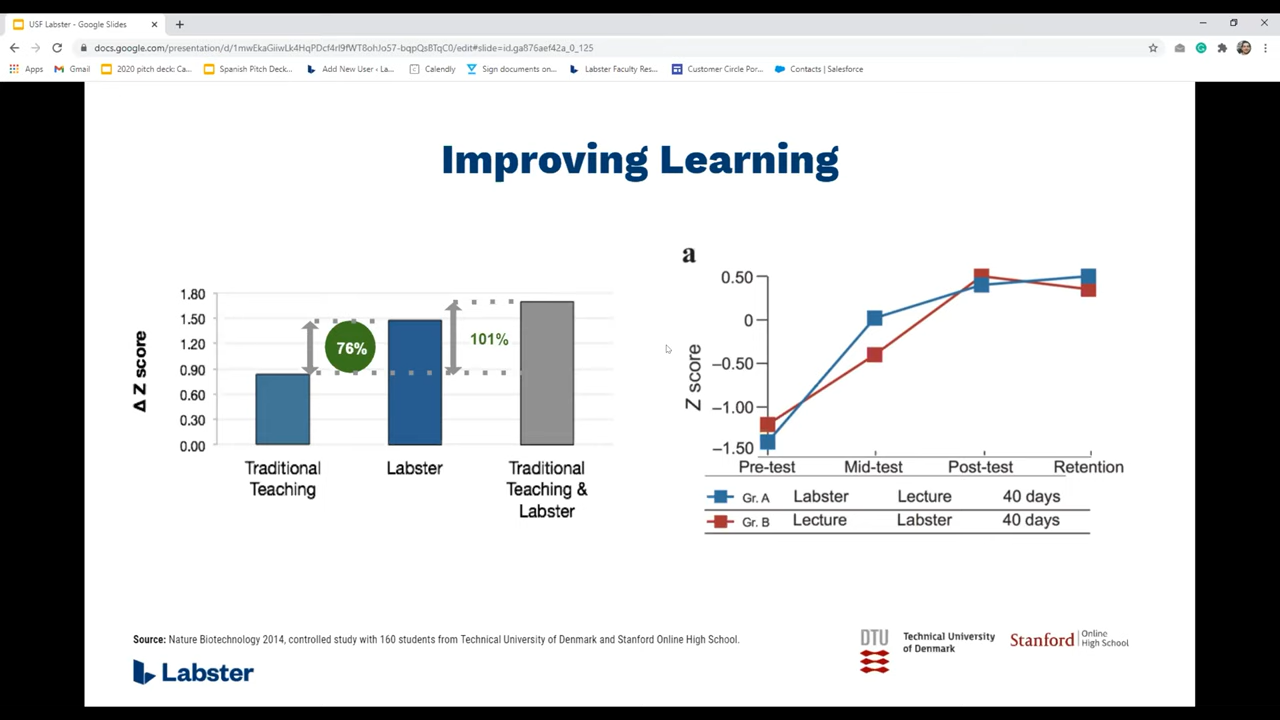 USF Labster - Google Slides
docs.google.com/presentation/d/1mwEkaGiiwLk4HqPDcf4rl9fWT8ohJo57-bqpQsBTqC0/edit#slide=id.ga876aef42a_0_125
Apps Gmail 2020 pitch deck: Ca... Spanish Pitch Deck... Add New User ‹ La... Calendly Sign documents on... Labster Faculty Res... Customer Circle Por... Contacts | Salesforce
Improving Learning
Δ Z score
1.80
1.50
1.20
0.90
0.60
0.30
0.00
76%
101%
Traditional Teaching
Labster
Traditional Teaching & Labster
a
Z score
0.50
0
−0.50
−1.00
−1.50
Pre-test Mid-test Post-test Retention
Gr. A Labster Lecture 40 days
Gr. B Lecture Labster 40 days
Source: Nature Biotechnology 2014, controlled study with 160 students from Technical University of Denmark and Stanford Online High School.
Labster
DTU
Technical University
of Denmark
Stanford Online
High School